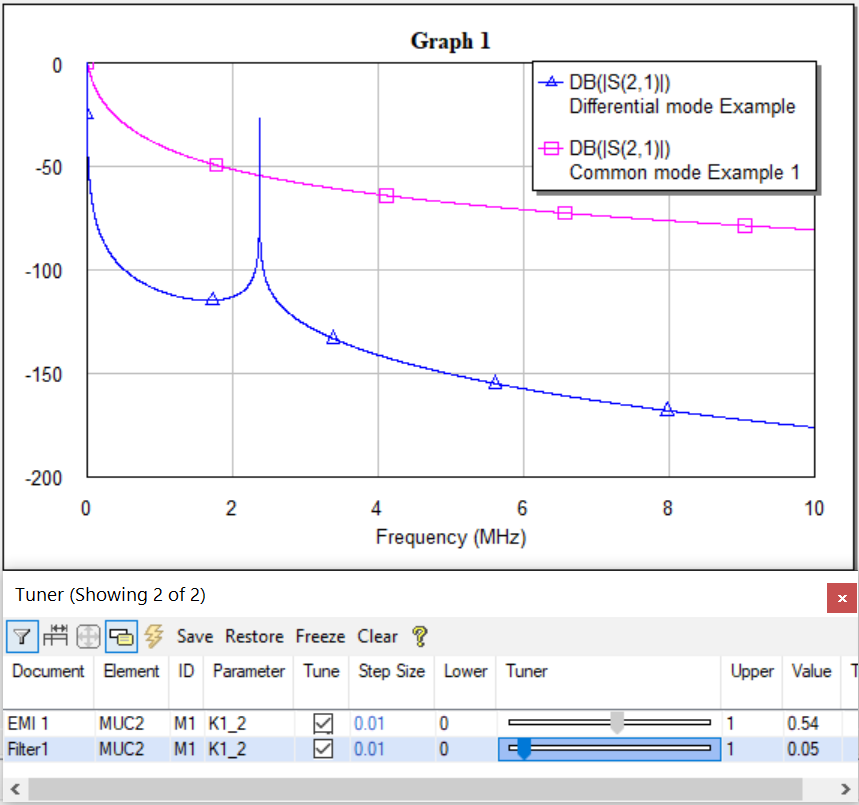 Graph 1
DB(|S(2,1)|)
Differential mode Example
DB(|S(2,1)|)
Common mode Example 1
0
-50
-100
-150
-200
0 2 4 6 8 10
Frequency (MHz)
Tuner (Showing 2 of 2)
Save Restore Freeze Clear
Document Element ID Parameter Tune Step Size Lower Tuner Upper Value T
EMI 1 MUC2 M1 K1_2 0.01 0 1 0.54
Filter1 MUC2 M1 K1_2 0.01 0 1 0.05